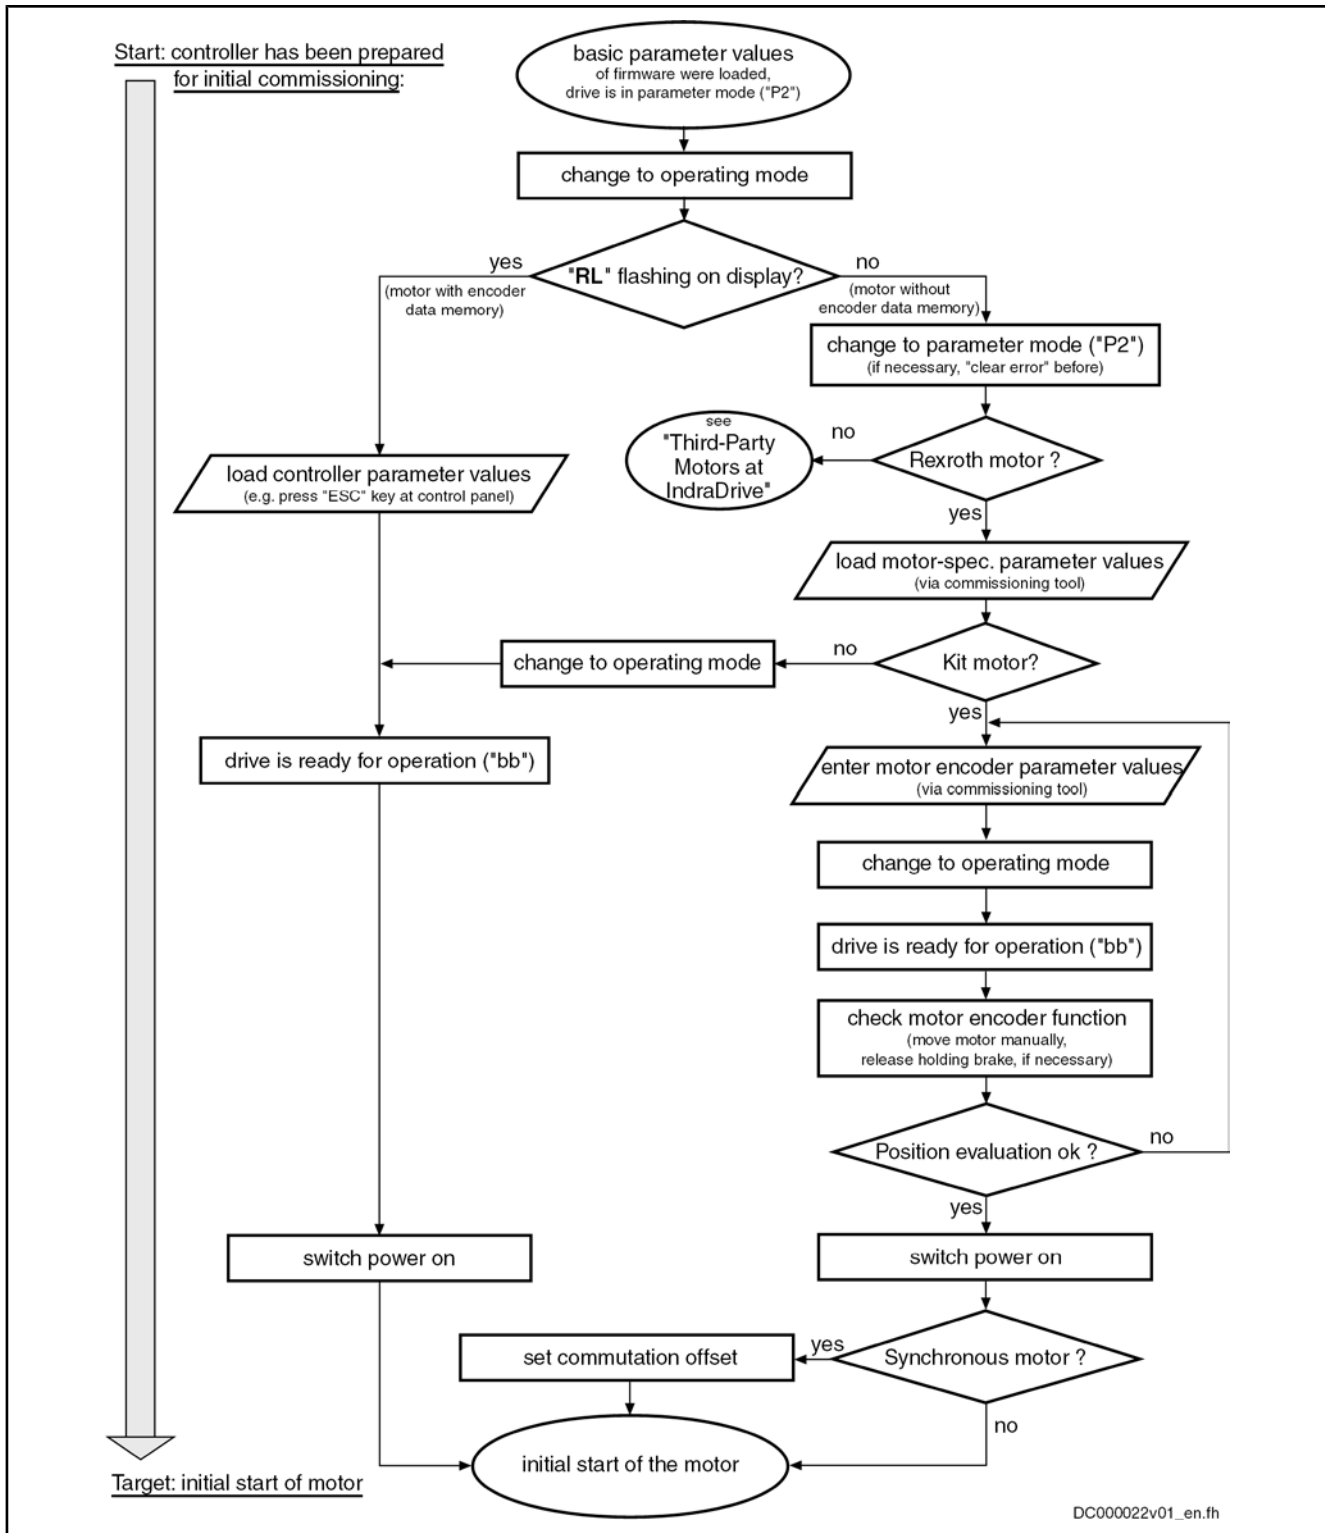 Start: controller has been prepared
for initial commissioning:
basic parameter values
of firmware were loaded,
drive is in parameter mode ("P2")
change to operating mode
"RL" flashing on display?
yes
(motor with encoder
data memory)
no
(motor without
encoder data memory)
change to parameter mode ("P2")
(if necessary, "clear error" before)
Rexroth motor ?
no
see
"Third-Party
Motors at
IndraDrive"
yes
load controller parameter values
(e.g. press "ESC" key at control panel)
load motor-spec. parameter values
(via commissioning tool)
Kit motor?
no
change to operating mode
yes
drive is ready for operation ("bb")
enter motor encoder parameter values
(via commissioning tool)
change to operating mode
drive is ready for operation ("bb")
check motor encoder function
(move motor manually,
release holding brake, if necessary)
Position evaluation ok ?
no
yes
switch power on
switch power on
Synchronous motor ?
yes
set commutation offset
no
initial start of the motor
Target: initial start of motor
DC000022v01_en.fh